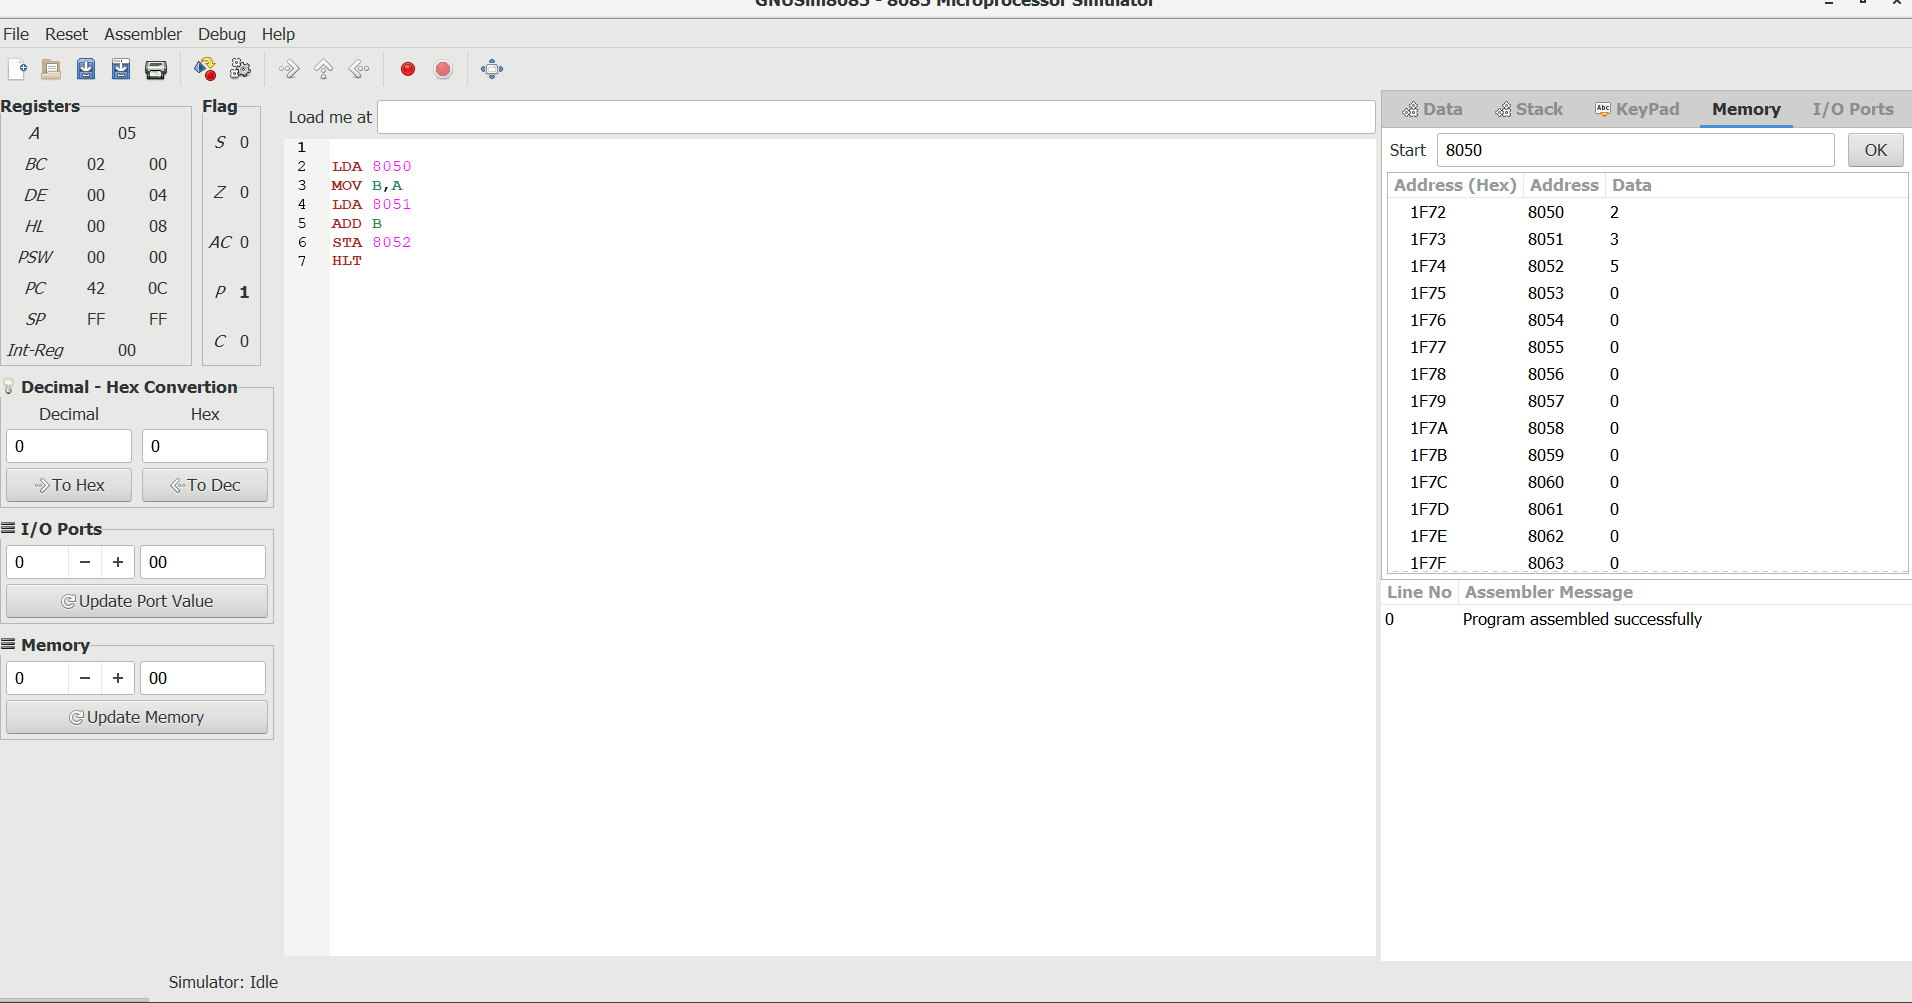 GNUSim8085 - 8085 Microprocessor Simulator
File Reset Assembler Debug Help
Registers
A 05
BC 02 00
DE 00 04
HL 00 08
PSW 00 00
PC 42 0C
SP FF FF
Int-Reg 00
Flag
S 0
Z 0
AC 0
P 1
C 0
Decimal - Hex Convertion
Decimal Hex
0 0
To Hex To Dec
I/O Ports
0 − + 00
Update Port Value
Memory
0 − + 00
Update Memory
Load me at
1
2 LDA 8050
3 MOV B,A
4 LDA 8051
5 ADD B
6 STA 8052
7 HLT
Data Stack Abc KeyPad Memory I/O Ports
Start 8050 OK
Address (Hex) Address Data
1F72 8050 2
1F73 8051 3
1F74 8052 5
1F75 8053 0
1F76 8054 0
1F77 8055 0
1F78 8056 0
1F79 8057 0
1F7A 8058 0
1F7B 8059 0
1F7C 8060 0
1F7D 8061 0
1F7E 8062 0
1F7F 8063 0
Line No Assembler Message
0 Program assembled successfully
Simulator: Idle